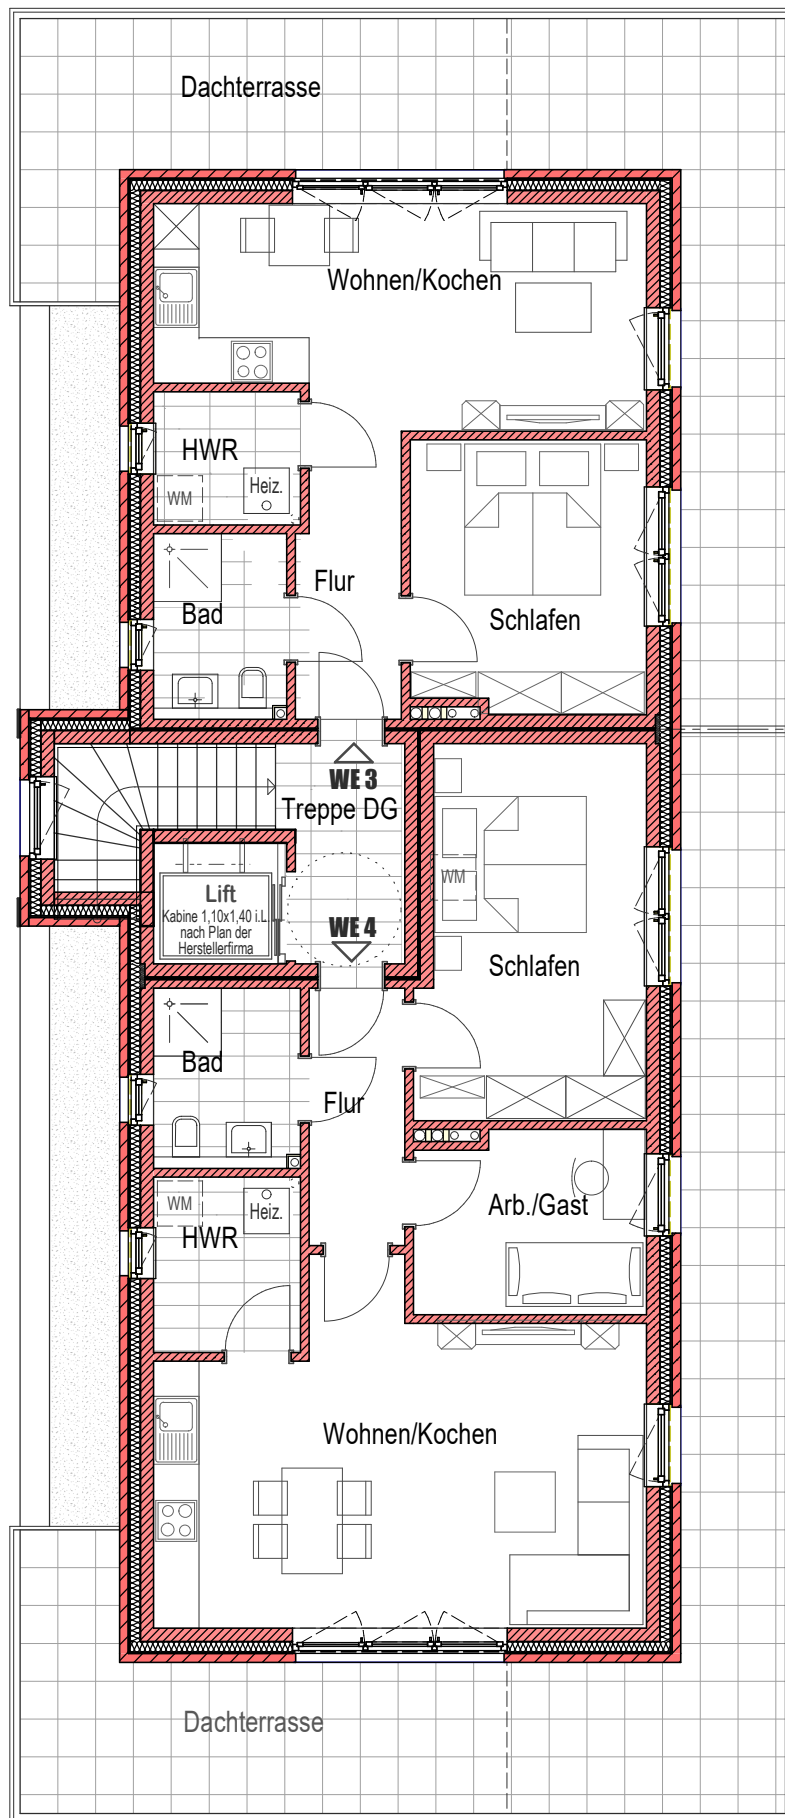 Dachterrasse
Wohnen/Kochen
HWR
WM
Heiz.
Flur
Bad
Schlafen
WE 3
Treppe DG
Lift
Kabine 1,10x1,40 i.L.
nach Plan der
Herstellerfirma
WM
WE 4
Schlafen
Bad
Flur
WM
Heiz.
Arb./Gast
HWR
Wohnen/Kochen
Dachterrasse